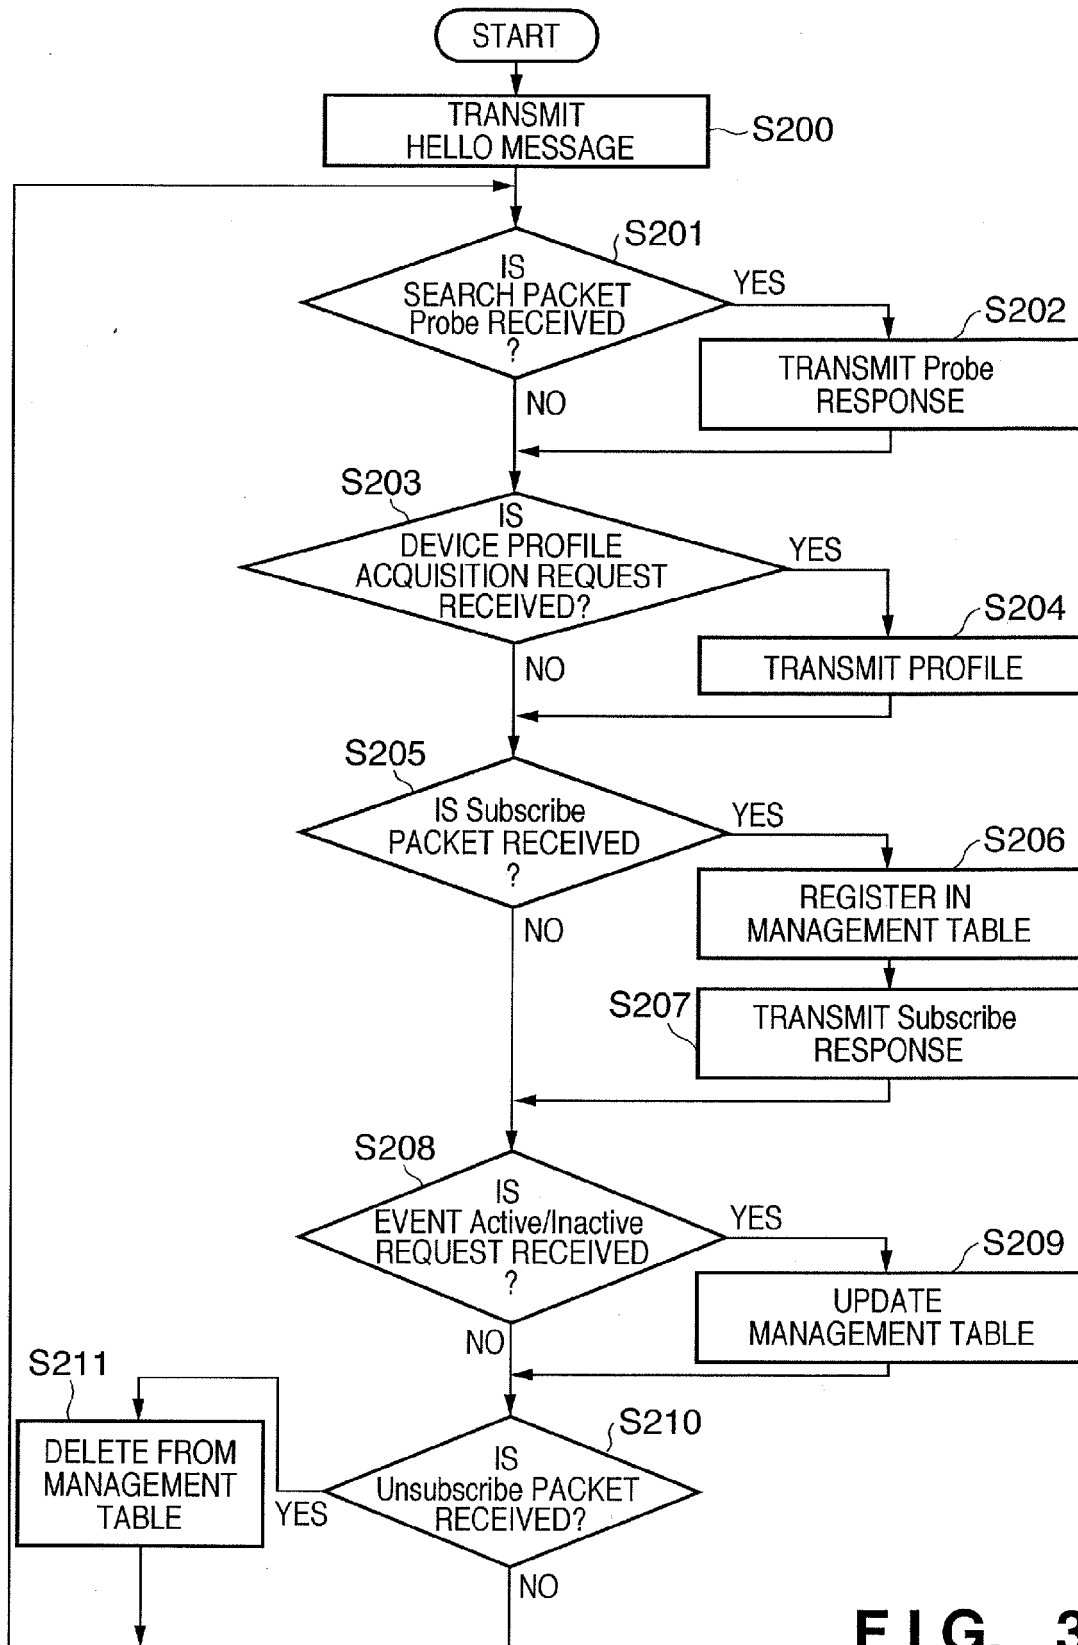 START
TRANSMIT
HELLO MESSAGE
S200
S201
IS
SEARCH PACKET
Probe RECEIVED
?
YES
NO
S202
TRANSMIT Probe
RESPONSE
S203
IS
DEVICE PROFILE
ACQUISITION REQUEST
RECEIVED?
YES
NO
S204
TRANSMIT PROFILE
S205
IS Subscribe
PACKET RECEIVED
?
YES
NO
S206
REGISTER IN
MANAGEMENT TABLE
S207
TRANSMIT Subscribe
RESPONSE
S208
IS
EVENT Active/Inactive
REQUEST RECEIVED
?
YES
NO
S209
UPDATE
MANAGEMENT TABLE
S210
IS
Unsubscribe PACKET
RECEIVED?
YES
NO
S211
DELETE FROM
MANAGEMENT
TABLE
FIG. 3